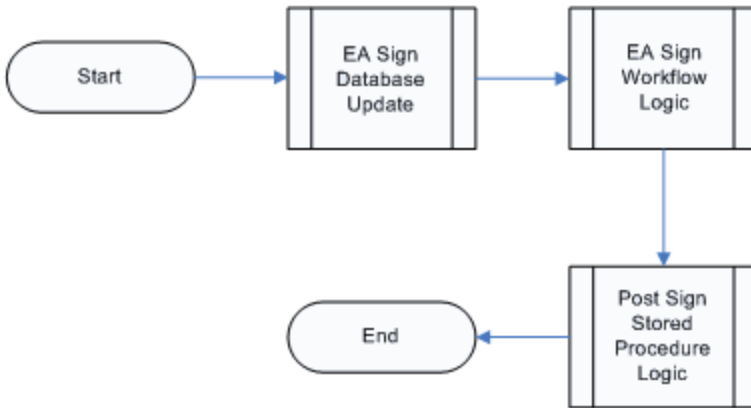 Start
EA Sign
Database
Update
EA Sign
Workflow
Logic
Post Sign
Stored
Procedure
Logic
End